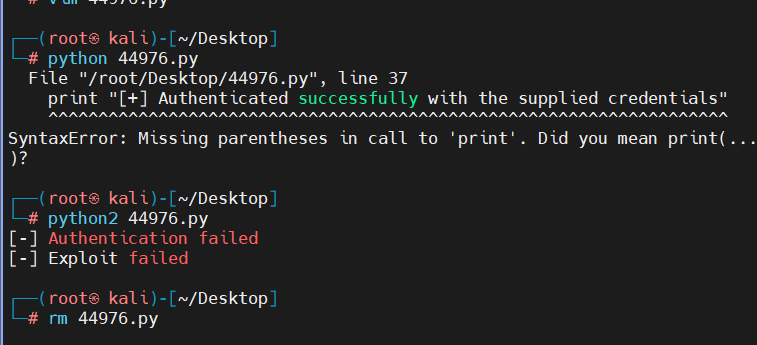 # vim 44976.py
┌──(root㉿ kali)-[~/Desktop]
└─# python 44976.py
File "/root/Desktop/44976.py", line 37
print "[+] Authenticated successfully with the supplied credentials"
^^^^^^^^^^^^^^^^^^^^^^^^^^^^^^^^^^^^^^^^^^^^^^^^^^^^^^^^^^^^^^^^^^^^
SyntaxError: Missing parentheses in call to 'print'. Did you mean print(...
)?
┌──(root㉿ kali)-[~/Desktop]
└─# python2 44976.py
[-] Authentication failed
[-] Exploit failed
┌──(root㉿ kali)-[~/Desktop]
└─# rm 44976.py